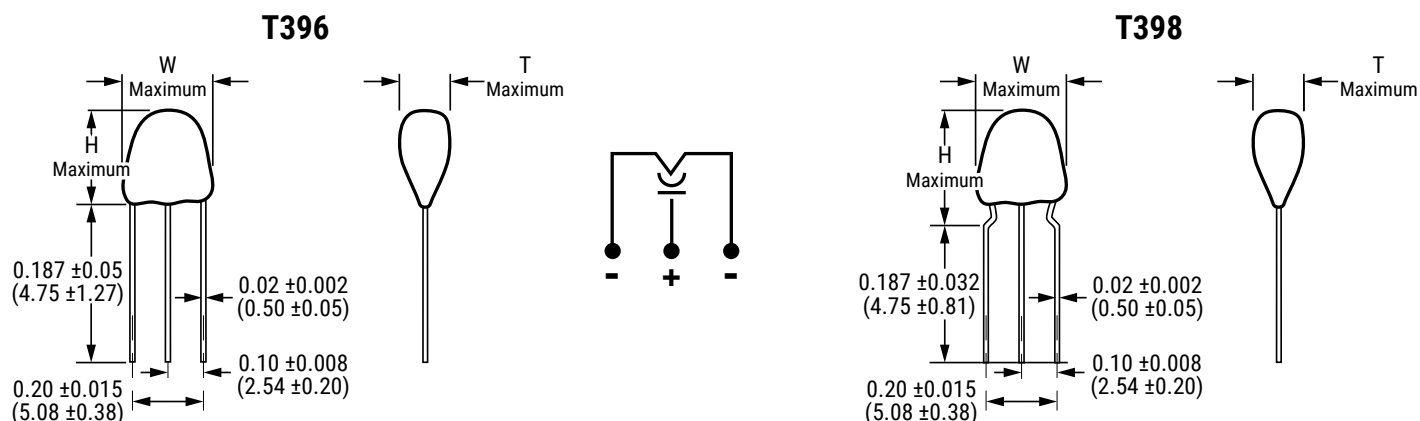 T396
W
Maximum
T
Maximum
H
Maximum
0.187 ±0.05
(4.75 ±1.27)
0.02 ±0.002
(0.50 ±0.05)
0.10 ±0.008
(2.54 ±0.20)
0.20 ±0.015
(5.08 ±0.38)
- + -
T398
W
Maximum
T
Maximum
H
Maximum
0.187 ±0.032
(4.75 ±0.81)
0.02 ±0.002
(0.50 ±0.05)
0.10 ±0.008
(2.54 ±0.20)
0.20 ±0.015
(5.08 ±0.38)